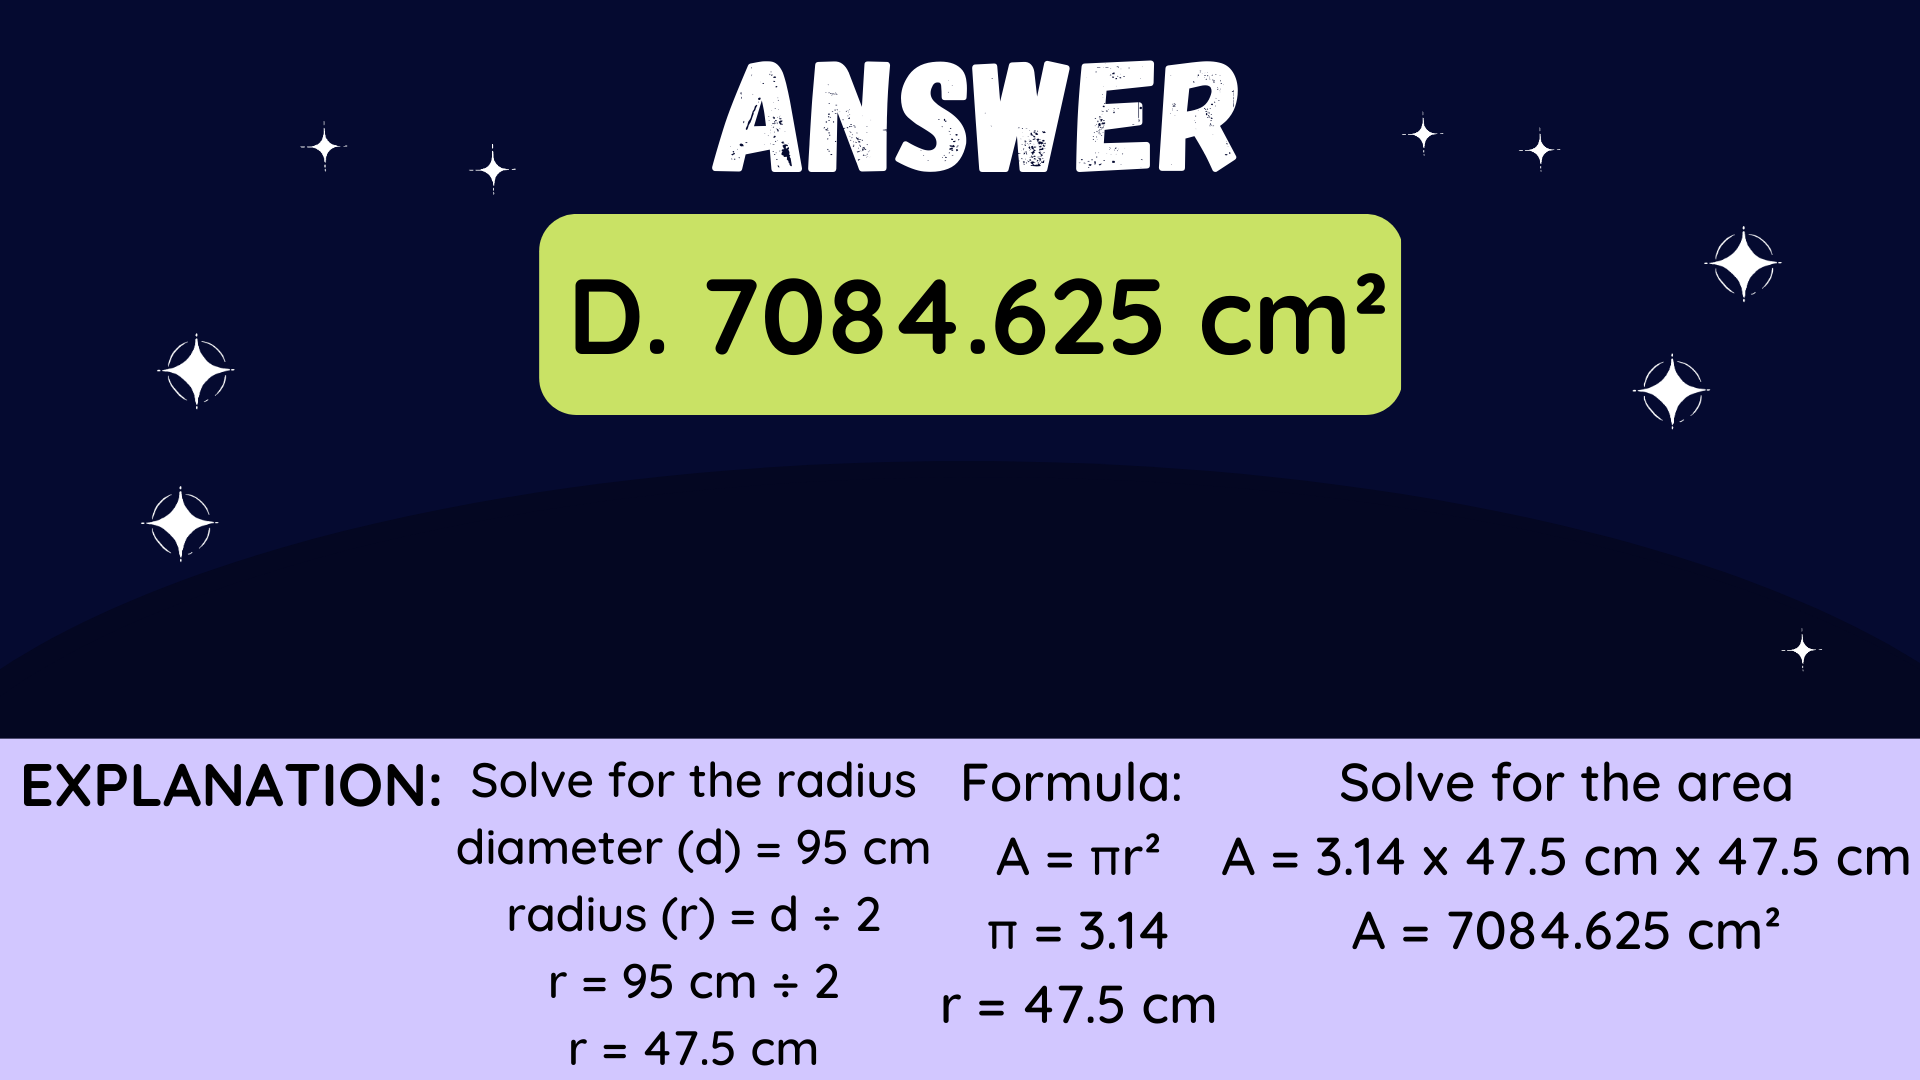 ANSWER
D. 7084.625 cm²
EXPLANATION:
Solve for the radius
diameter (d) = 95 cm
radius (r) = d ÷ 2
r = 95 cm ÷ 2
r = 47.5 cm
Formula:
A = πr²
π = 3.14
r = 47.5 cm
Solve for the area
A = 3.14 x 47.5 cm x 47.5 cm
A = 7084.625 cm²